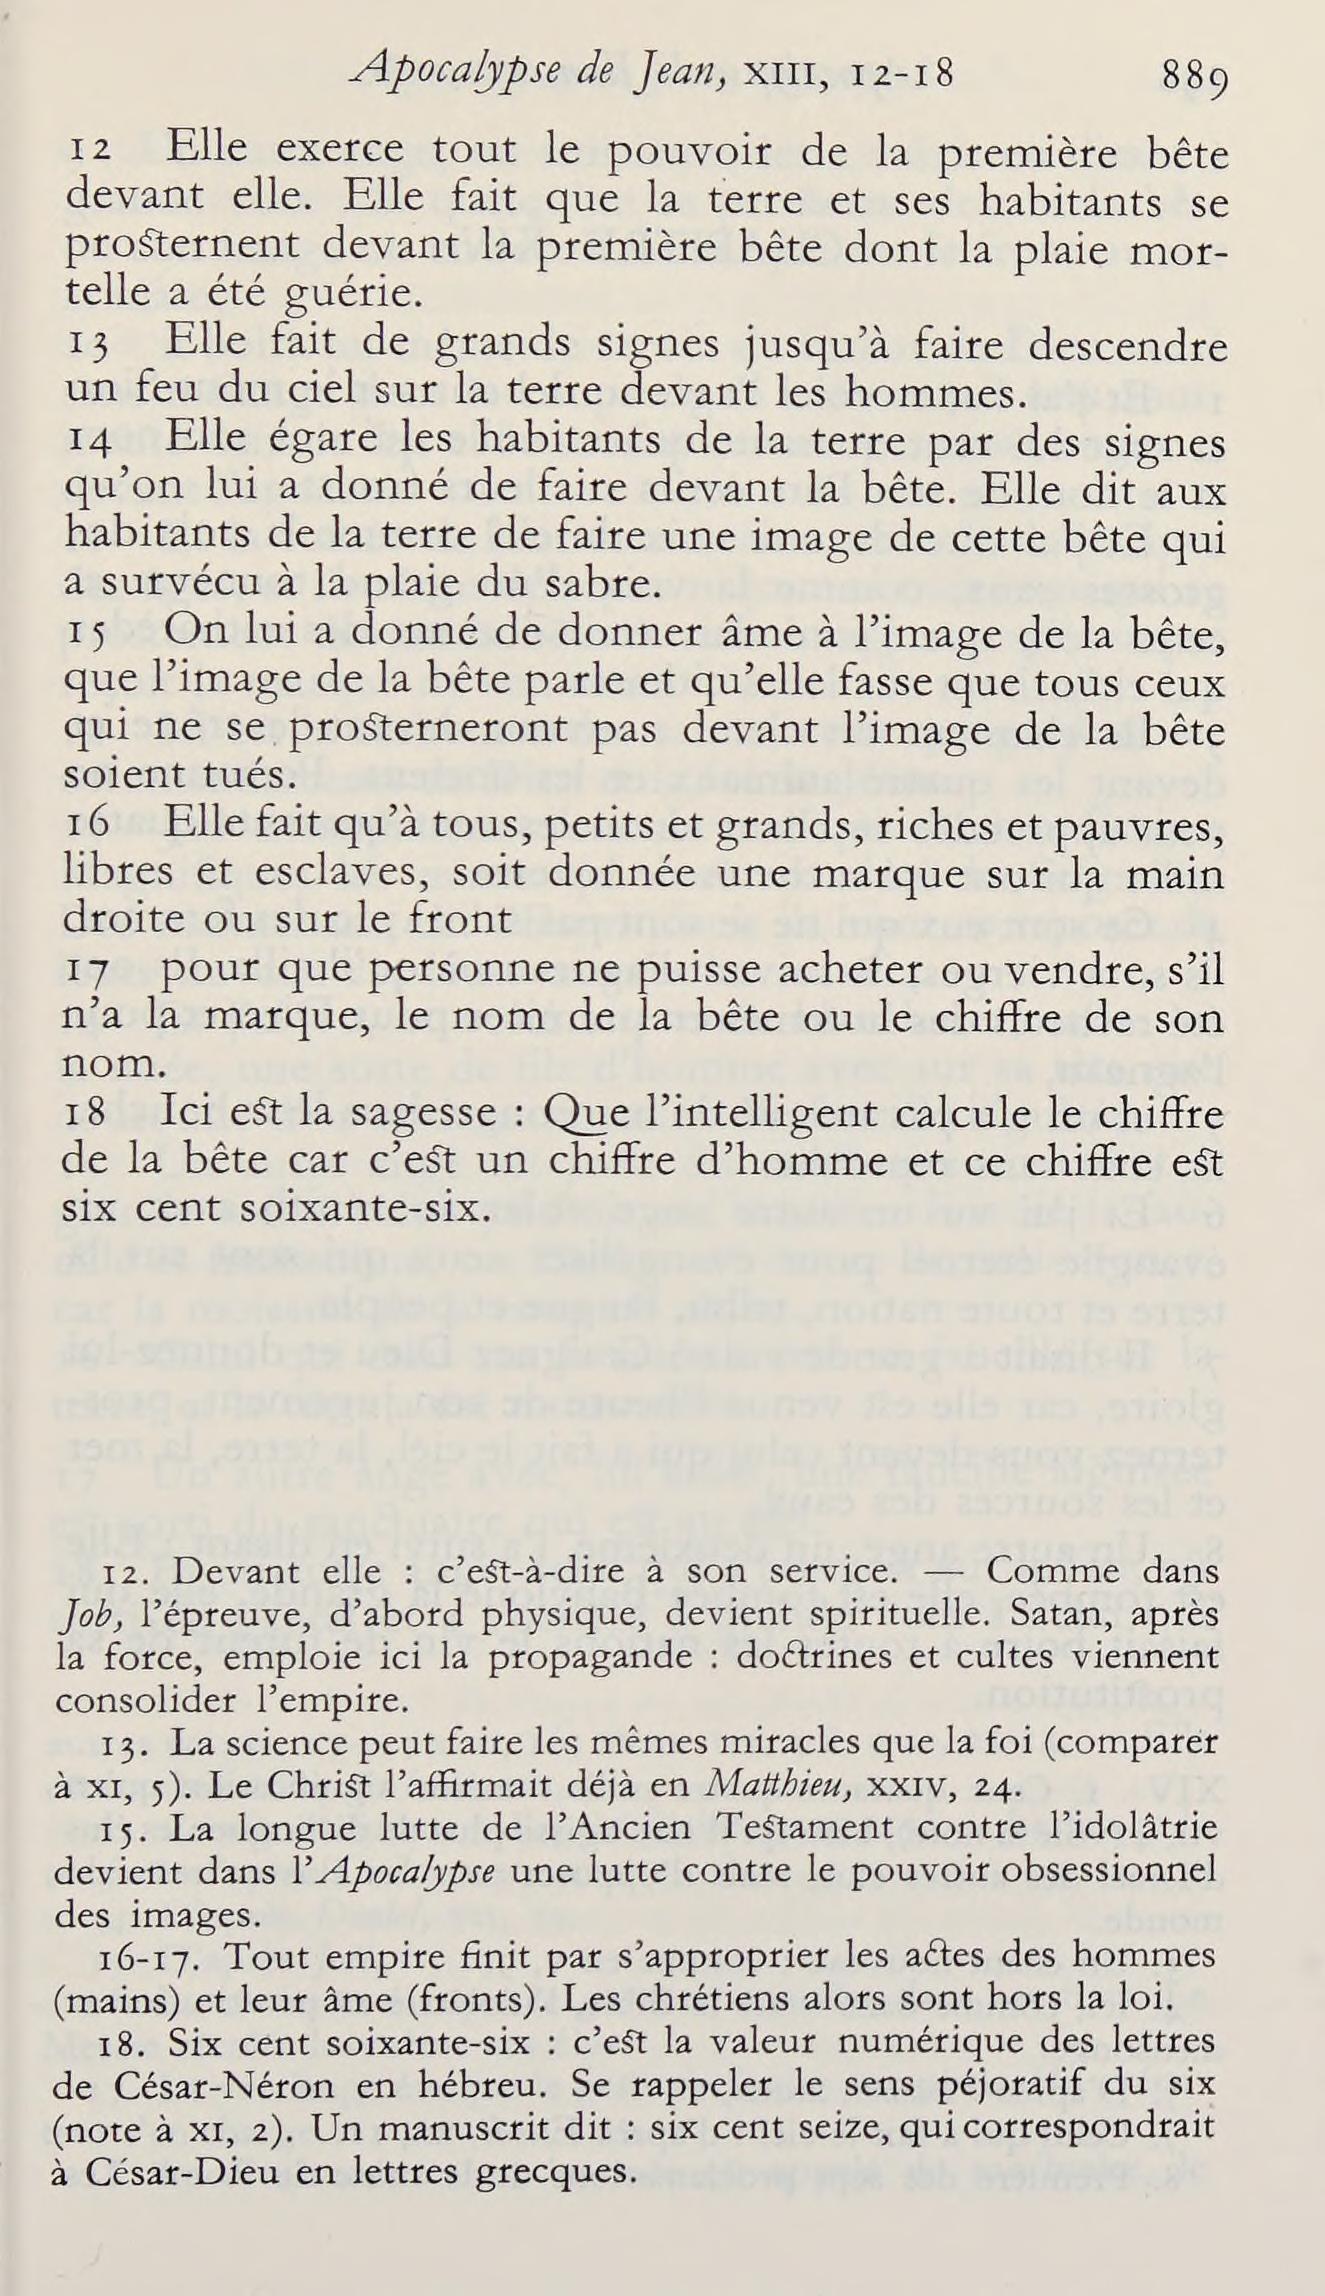 Apocalypse de Jean, XIII, 12-18 889
12 Elle exerce tout le pouvoir de la première bête
devant elle. Elle fait que la terre et ses habitants se
prosternent devant la première bête dont la plaie mor-
telle a été guérie.
13 Elle fait de grands signes jusqu’à faire descendre
un feu du ciel sur la terre devant les hommes.
14 Elle égare les habitants de la terre par des signes
qu’on lui a donné de faire devant la bête. Elle dit aux
habitants de la terre de faire une image de cette bête qui
a survécu à la plaie du sabre.
15 On lui a donné de donner âme à l’image de la bête,
que l’image de la bête parle et qu’elle fasse que tous ceux
qui ne se prosterneront pas devant l’image de la bête
soient tués.
16 Elle fait qu’à tous, petits et grands, riches et pauvres,
libres et esclaves, soit donnée une marque sur la main
droite ou sur le front
17 pour que personne ne puisse acheter ou vendre, s’il
n’a la marque, le nom de la bête ou le chiffre de son
nom.
18 Ici est la sagesse : Que l’intelligent calcule le chiffre
de la bête car c’est un chiffre d’homme et ce chiffre est
six cent soixante-six.
12. Devant elle : c’est-à-dire à son service. — Comme dans
Job, l’épreuve, d’abord physique, devient spirituelle. Satan, après
la force, emploie ici la propagande : doctrines et cultes viennent
consolider l’empire.
13. La science peut faire les mêmes miracles que la foi (comparer
à XI, 5). Le Christ l’affirmait déjà en Matthieu, XXIV, 24.
15. La longue lutte de l’Ancien Testament contre l’idolâtrie
devient dans l’Apocalypse une lutte contre le pouvoir obsessionnel
des images.
16-17. Tout empire finit par s’approprier les actes des hommes
(mains) et leur âme (fronts). Les chrétiens alors sont hors la loi.
18. Six cent soixante-six : c’est la valeur numérique des lettres
de César-Néron en hébreu. Se rappeler le sens péjoratif du six
(note à XI, 2). Un manuscrit dit : six cent seize, qui correspondrait
à César-Dieu en lettres grecques.